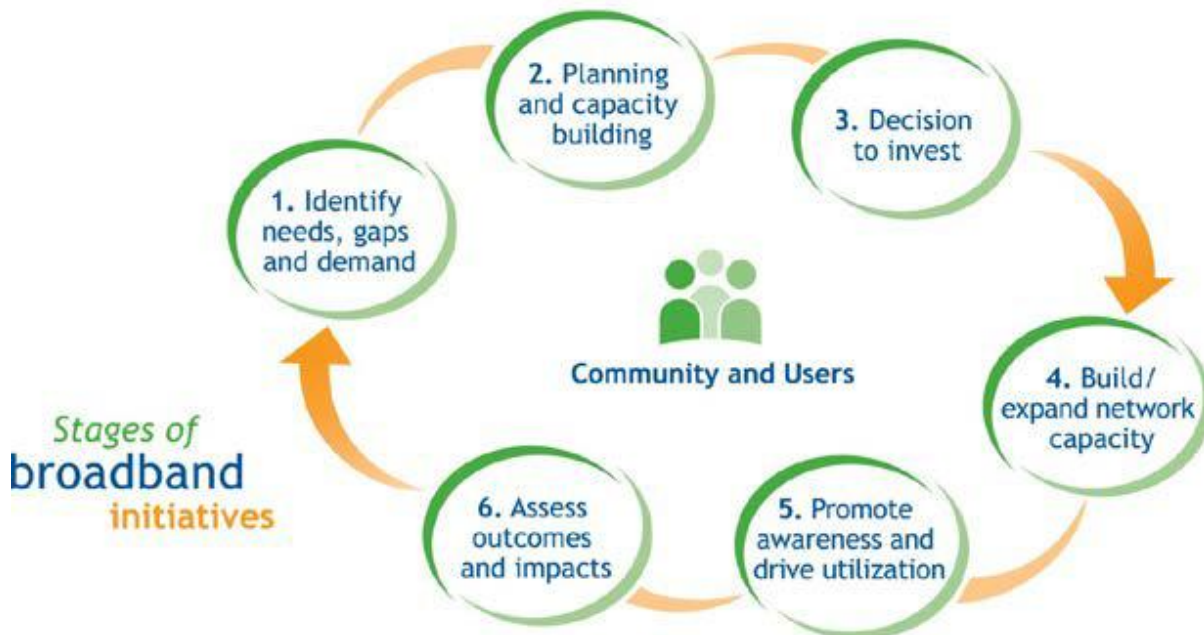 1. Identify
needs, gaps
and demand
2. Planning
and capacity
building
3. Decision
to invest
4. Build/
expand network
capacity
5. Promote
awareness and
drive utilization
6. Assess
outcomes
and impacts
Community and Users
Stages of
broadband
initiatives